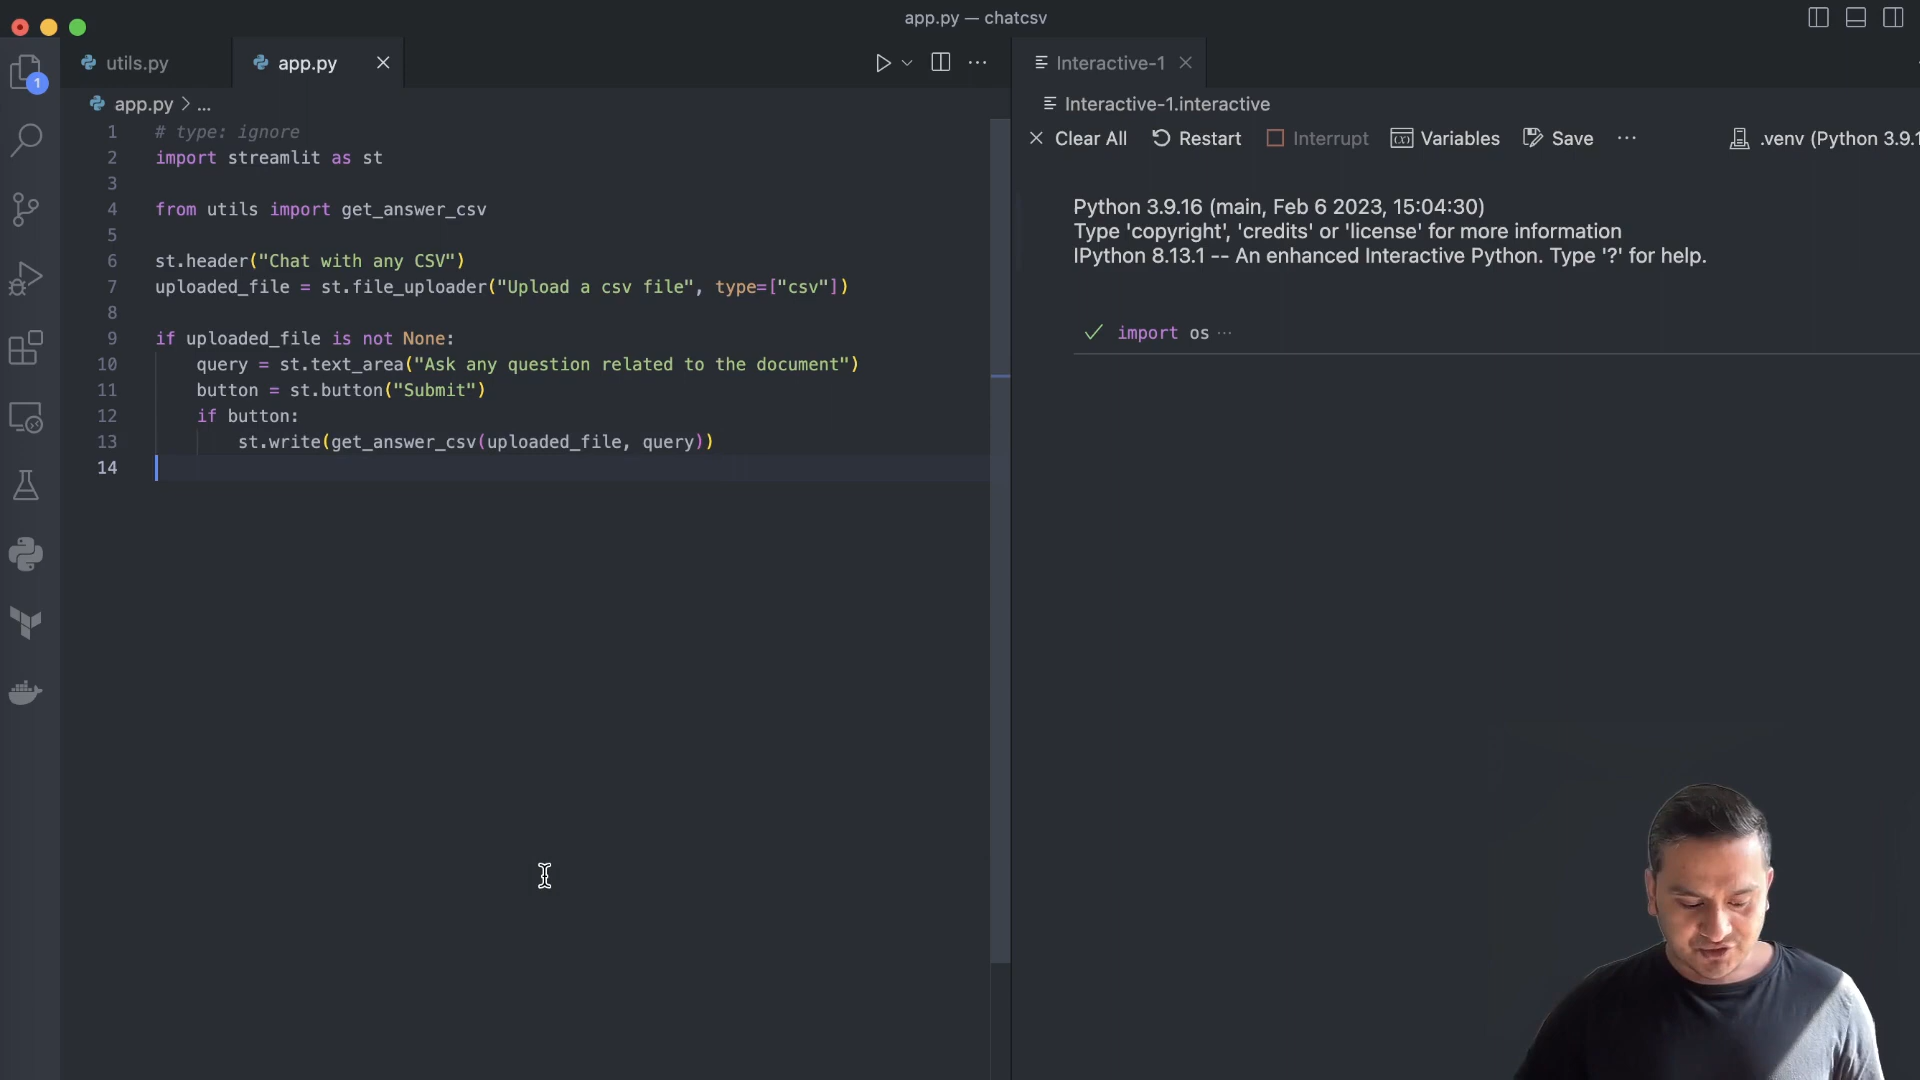 app.py — chatcsv
utils.py
app.py
Interactive-1
1
app.py > ...
Interactive-1.interactive
Clear All
Restart
Interrupt
Variables
Save
.venv (Python 3.9.1
1 # type: ignore
2 import streamlit as st
3
4 from utils import get_answer_csv
5
6 st.header("Chat with any CSV")
7 uploaded_file = st.file_uploader("Upload a csv file", type=["csv"])
8
9 if uploaded_file is not None:
10 query = st.text_area("Ask any question related to the document")
11 button = st.button("Submit")
12 if button:
13 st.write(get_answer_csv(uploaded_file, query))
14
Python 3.9.16 (main, Feb 6 2023, 15:04:30)
Type 'copyright', 'credits' or 'license' for more information
IPython 8.13.1 -- An enhanced Interactive Python. Type '?' for help.
import os ...